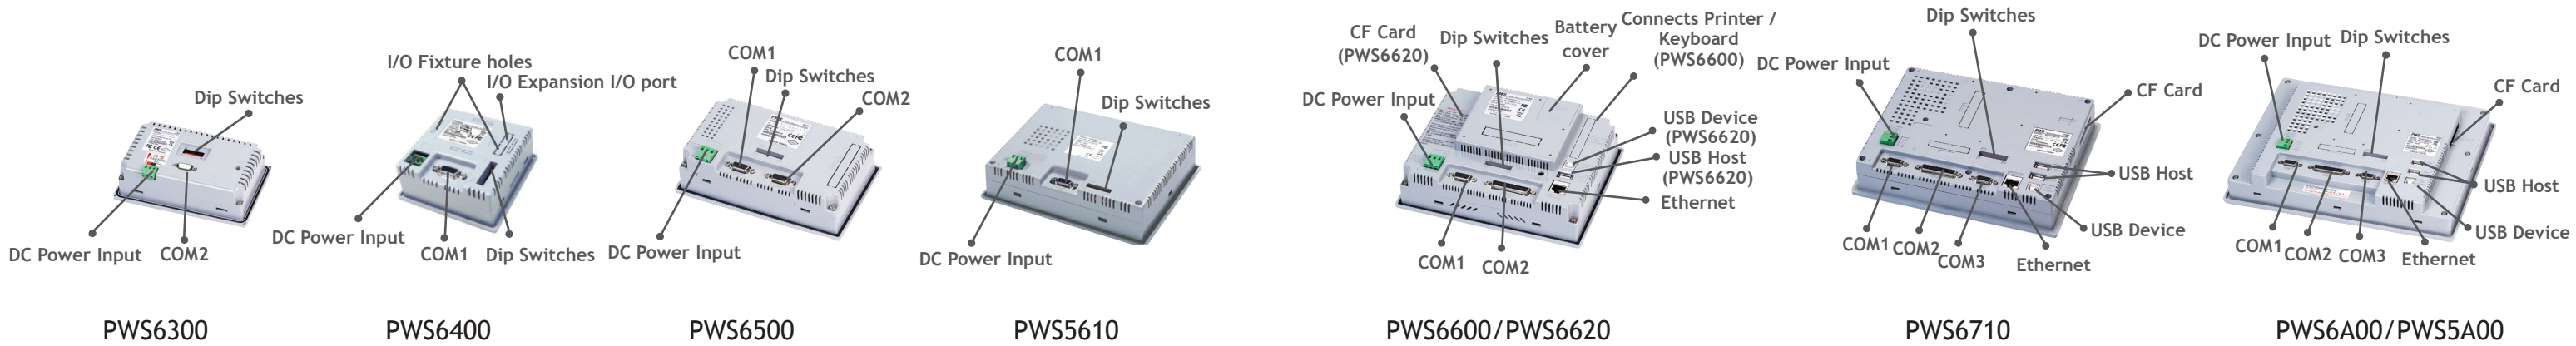 Dip Switches
DC Power Input
COM2
PWS6300
I/O Fixture holes
I/O Expansion I/O port
DC Power Input
COM1
Dip Switches
PWS6400
COM1
Dip Switches
COM2
DC Power Input
PWS6500
COM1
Dip Switches
DC Power Input
PWS5610
CF Card
(PWS6620)
Dip Switches
Battery
cover
Connects Printer /
Keyboard
(PWS6600)
DC Power Input
USB Device
(PWS6620)
USB Host
(PWS6620)
Ethernet
COM1
COM2
PWS6600/PWS6620
Dip Switches
DC Power Input
CF Card
USB Host
USB Device
COM1
COM2
COM3
Ethernet
PWS6710
DC Power Input
Dip Switches
CF Card
USB Host
USB Device
COM1
COM2
COM3
Ethernet
PWS6A00/PWS5A00